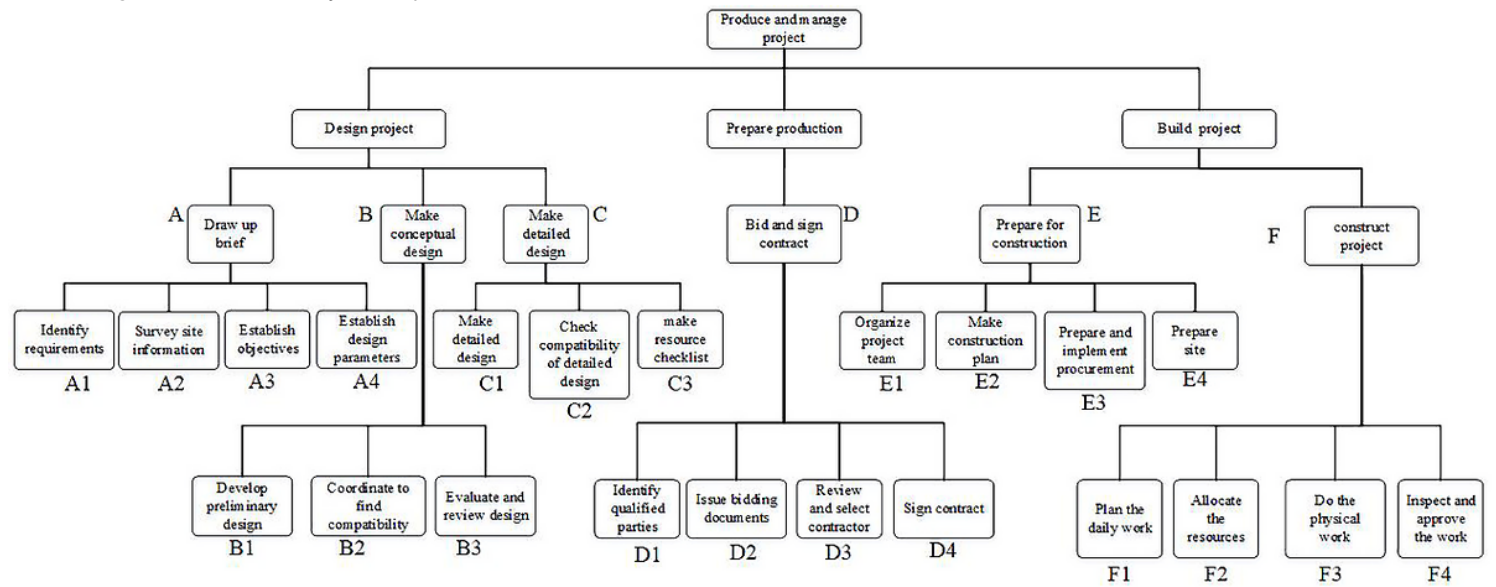 Produce and manage
project
Design project
Prepare production
Build project
A
Draw up
brief
B
Make
conceptual
design
C
Make
detailed
design
D
Bid and sign
contract
E
Prepare for
construction
F
construct
project
Identify
requirements
A1
Survey site
information
A2
Establish
objectives
A3
Establish
design
parameters
A4
Make
detailed
design
C1
Check
compatibility
of detailed
design
C2
make
resource
checklist
C3
Organize
project
team
E1
Make
construction
plan
E2
Prepare and
implement
procurement
E3
Prepare
site
E4
Develop
preliminary
design
B1
Coordinate to
find
compatibility
B2
Evaluate and
review design
B3
Identify
qualified
parties
D1
Issue bidding
documents
D2
Review
and select
contractor
D3
Sign contract
D4
Plan the
daily work
F1
Allocate
the
resources
F2
Do the
physical
work
F3
Inspect and
approve
the work
F4